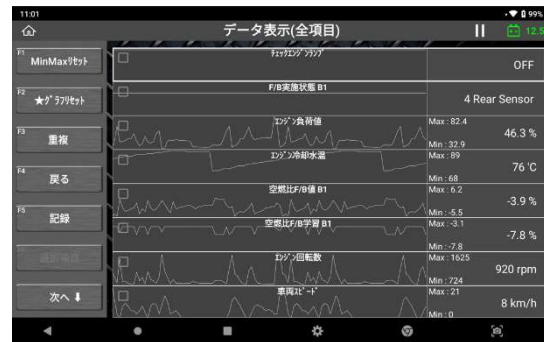 11:01
99%
データ表示(全項目)
12.5
F1
MinMaxﾘｾｯﾄ
F2
★ｸﾞﾗﾌﾘｾｯﾄ
F3
重複
F4
戻る
F5
記録
次へ
ﾁｪｯｸｴﾝｼﾞﾝﾗﾝﾌﾟ
OFF
F/B実施状態 B1
4 Rear Sensor
ｴﾝｼﾞﾝ負荷値
Max : 82.4
46.3 %
Min : 32.9
ｴﾝｼﾞﾝ冷却水温
Max : 89
76 'C
Min : 68
空燃比F/B値 B1
Max : 6.2
-3.9 %
Min : -5.5
空燃比F/B学習 B1
Max : -3.1
-7.8 %
Min : -7.8
ｴﾝｼﾞﾝ回転数
Max : 1625
920 rpm
Min : 724
車両ｽﾋﾟｰﾄﾞ
Max : 21
8 km/h
Min : 0